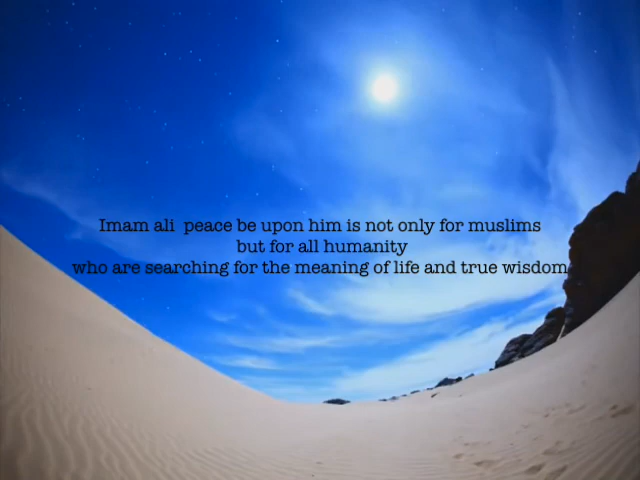 Imam ali  peace be upon him is not only for muslims
but for all humanity
who are searching for the meaning of life and true wisdom